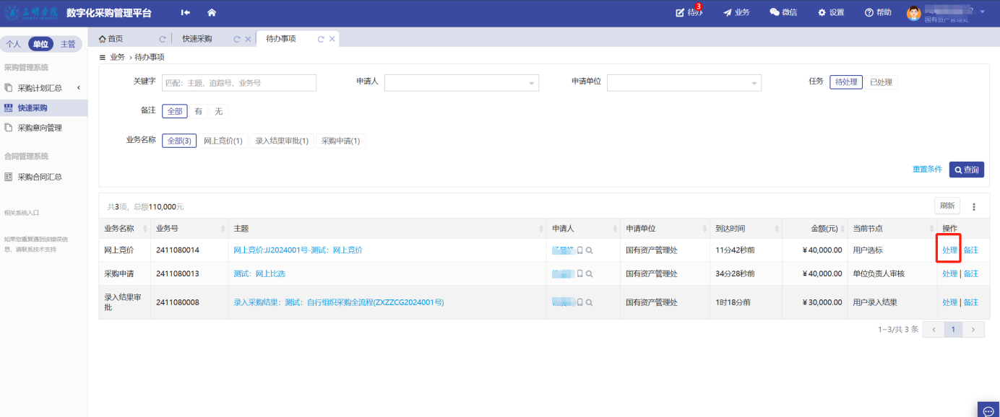 三明学院 数字化采购管理平台 待办 3 业务 微信 设置 帮助
国有资产管理处
个人 单位 主管
首页 快速采购 待办事项
业务 › 待办事项
采购管理系统
采购计划汇总
快速采购
采购意向管理
合同管理系统
采购合同汇总
相关系统入口
如果您重复遇到该错误信
息，请联系技术支持
关键字 匹配：主题、追踪号、业务号 申请人 申请单位 任务 待处理 已处理
备注 全部 有 无
业务名称 全部(3) 网上竞价(1) 录入结果审批(1) 采购申请(1)
重置条件 查询
共3项，总额110,000元 刷新
业务名称 业务号 主题 申请人 申请单位 到达时间 金额(元) 当前节点 操作
网上竞价 2411080014 网上竞价:JJ2024001号-测试：网上竞价 国有资产管理处 11分42秒前 ¥40,000.00 用户选标 处理 备注
采购申请 2411080013 测试：网上比选 国有资产管理处 34分28秒前 ¥40,000.00 单位负责人审核 处理 | 备注
录入结果审
批 2411080008 录入采购结果：测试：自行组织采购全流程(ZXZZCG2024001号) 国有资产管理处 1时18分前 ¥30,000.00 用户录入结果 处理 | 备注
1~3/共 3 条 ‹ 1 ›